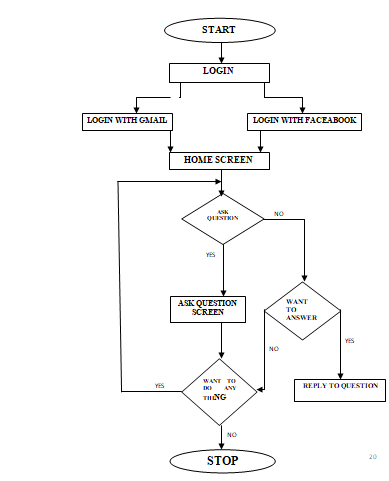 START
LOGIN
LOGIN WITH GMAIL
LOGIN WITH FACEABOOK
HOME SCREEN
ASK
QUESTION
NO
YES
ASK QUESTION
SCREEN
WANT
TO
ANSWER
NO
YES
WANT TO
DO ANY
THING
YES
REPLY TO QUESTION
NO
STOP
20